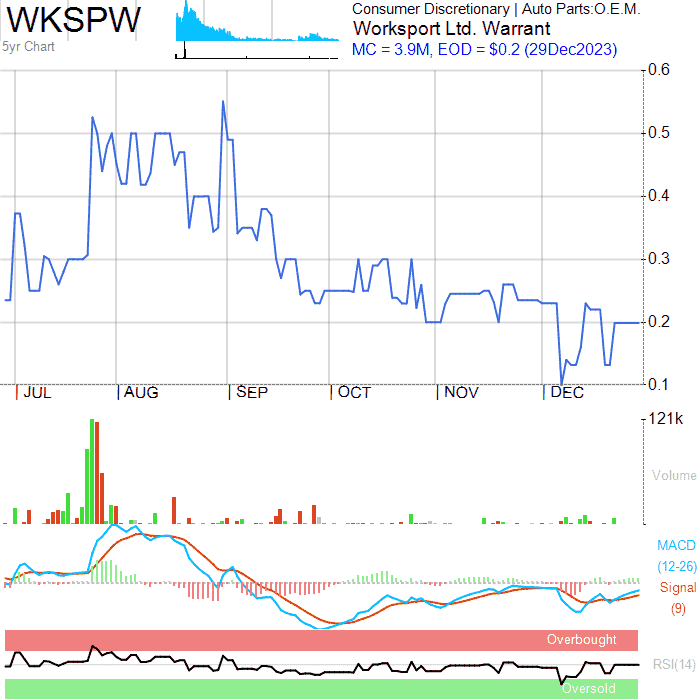 WKSPW
5yr Chart
Consumer Discretionary | Auto Parts:O.E.M.
Worksport Ltd. Warrant
MC = 3.9M, EOD = $0.2 (29Dec2023)
0.6
0.5
0.4
0.3
0.2
0.1
JUL AUG SEP OCT NOV DEC
121k
Volume
MACD
(12-26)
Signal
(9)
Overbought
RSI(14)
Oversold